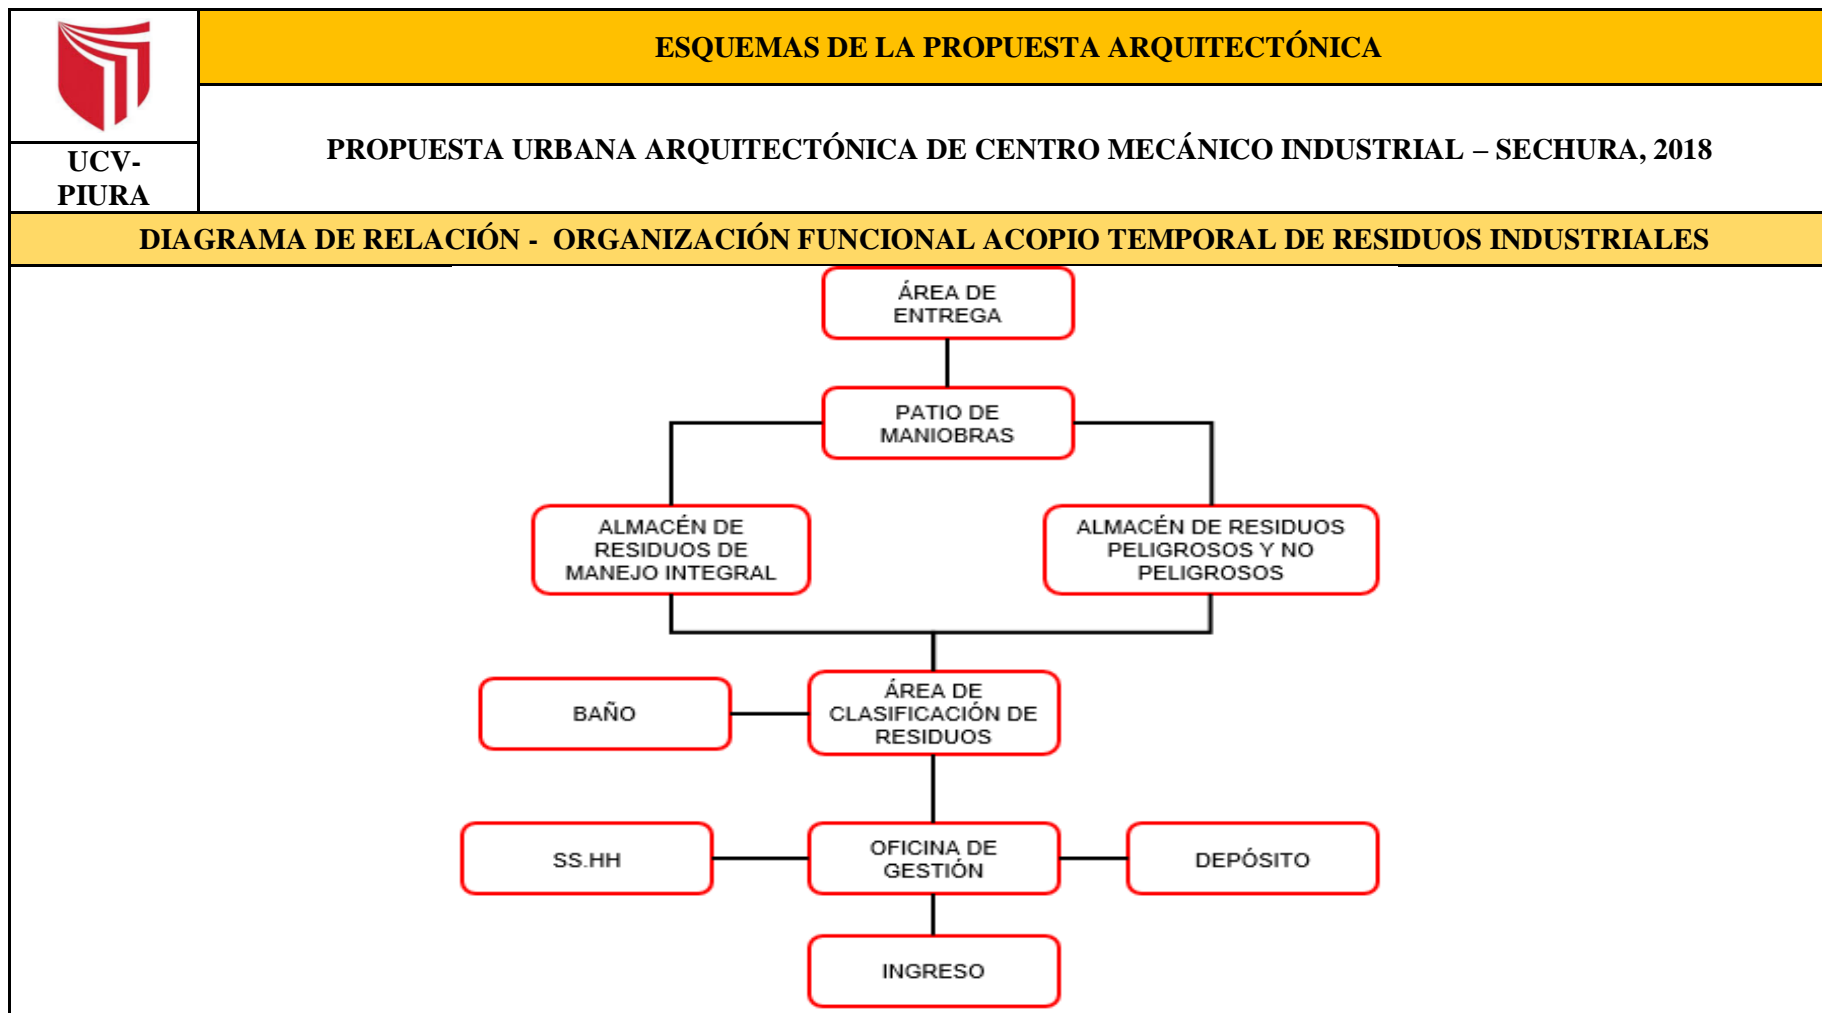 ESQUEMAS DE LA PROPUESTA ARQUITECTÓNICA
PROPUESTA URBANA ARQUITECTÓNICA DE CENTRO MECÁNICO INDUSTRIAL – SECHURA, 2018
UCV-
PIURA
DIAGRAMA DE RELACIÓN - ORGANIZACIÓN FUNCIONAL ACOPIO TEMPORAL DE RESIDUOS INDUSTRIALES
ÁREA DE
ENTREGA
PATIO DE
MANIOBRAS
ALMACÉN DE
RESIDUOS DE
MANEJO INTEGRAL
ALMACÉN DE RESIDUOS
PELIGROSOS Y NO
PELIGROSOS
BAÑO
ÁREA DE
CLASIFICACIÓN DE
RESIDUOS
SS.HH
OFICINA DE
GESTIÓN
DEPÓSITO
INGRESO